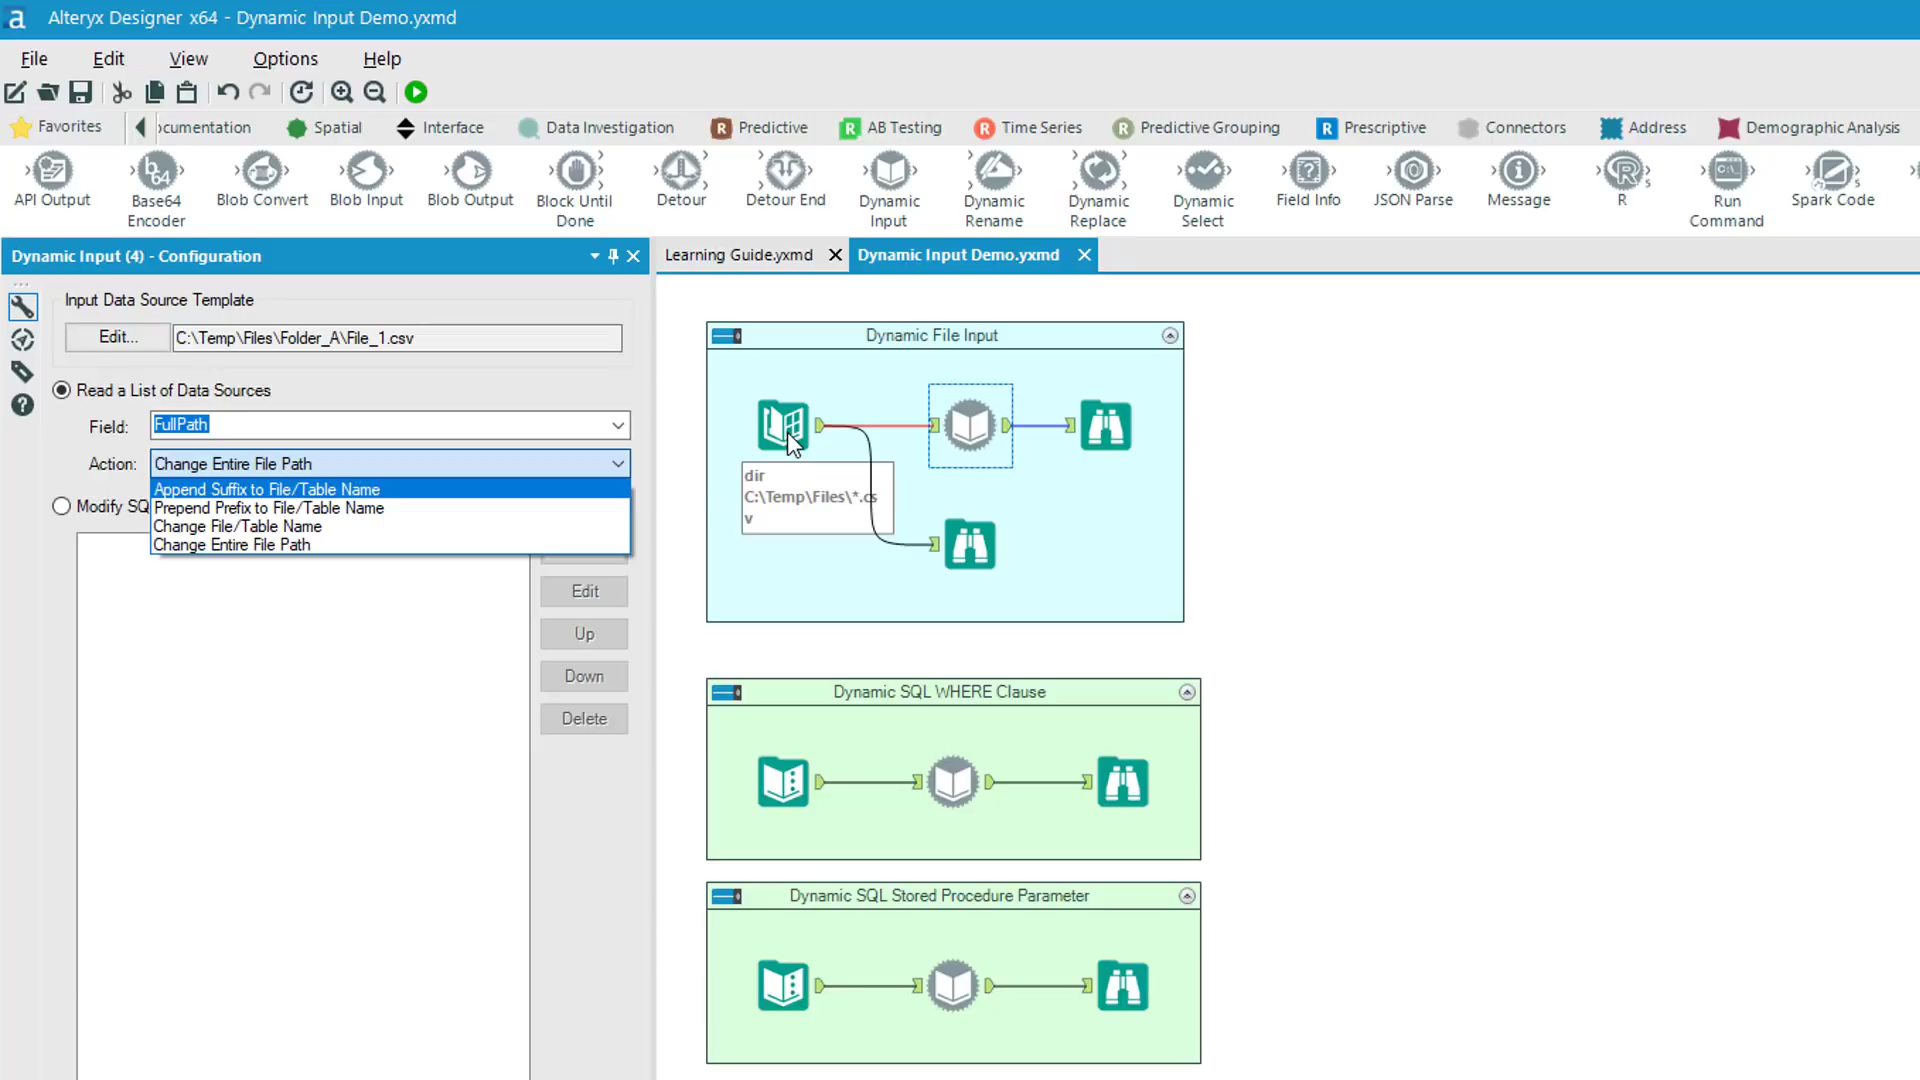 Alteryx Designer x64 - Dynamic Input Demo.yxmd
File Edit View Options Help
Favorites ocumentation Spatial Interface Data Investigation Predictive AB Testing Time Series Predictive Grouping Prescriptive Connectors Address Demographic Analysis
API Output
Base64 Encoder
Blob Convert
Blob Input
Blob Output
Block Until Done
Detour
Detour End
Dynamic Input
Dynamic Rename
Dynamic Replace
Dynamic Select
Field Info
JSON Parse
Message
R
Run Command
Spark Code
Dynamic Input (4) - Configuration
Learning Guide.yxmd
Dynamic Input Demo.yxmd
Input Data Source Template
Edit... C:\Temp\Files\Folder_A\File_1.csv
Read a List of Data Sources
Field: FullPath
Action: Change Entire File Path
Append Suffix to File/Table Name
Prepend Prefix to File/Table Name
Change File/Table Name
Change Entire File Path
Modify SQ
Edit
Up
Down
Delete
Dynamic File Input
dir
C:\Temp\Files\*.cs
v
Dynamic SQL WHERE Clause
Dynamic SQL Stored Procedure Parameter